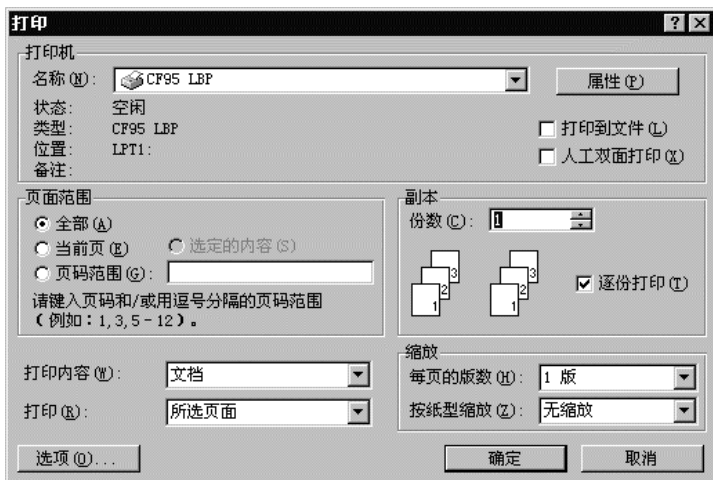 打印
打印机
名称(N): CF95 LBP 属性(P)
状态: 空闲
类型: CF95 LBP 打印到文件(L)
位置: LPT1: 人工双面打印(X)
备注:
页面范围
全部(A)
当前页(E) 选定的内容(S)
页码范围(G):
请键入页码和/或用逗号分隔的页码范围
(例如:1,3,5-12)。
副本
份数(C): 1
3 3
2 2
1 1
逐份打印(T)
打印内容(W): 文档
打印(R): 所选页面
缩放
每页的版数(H): 1 版
按纸型缩放(Z): 无缩放
选项(O)... 确定 取消